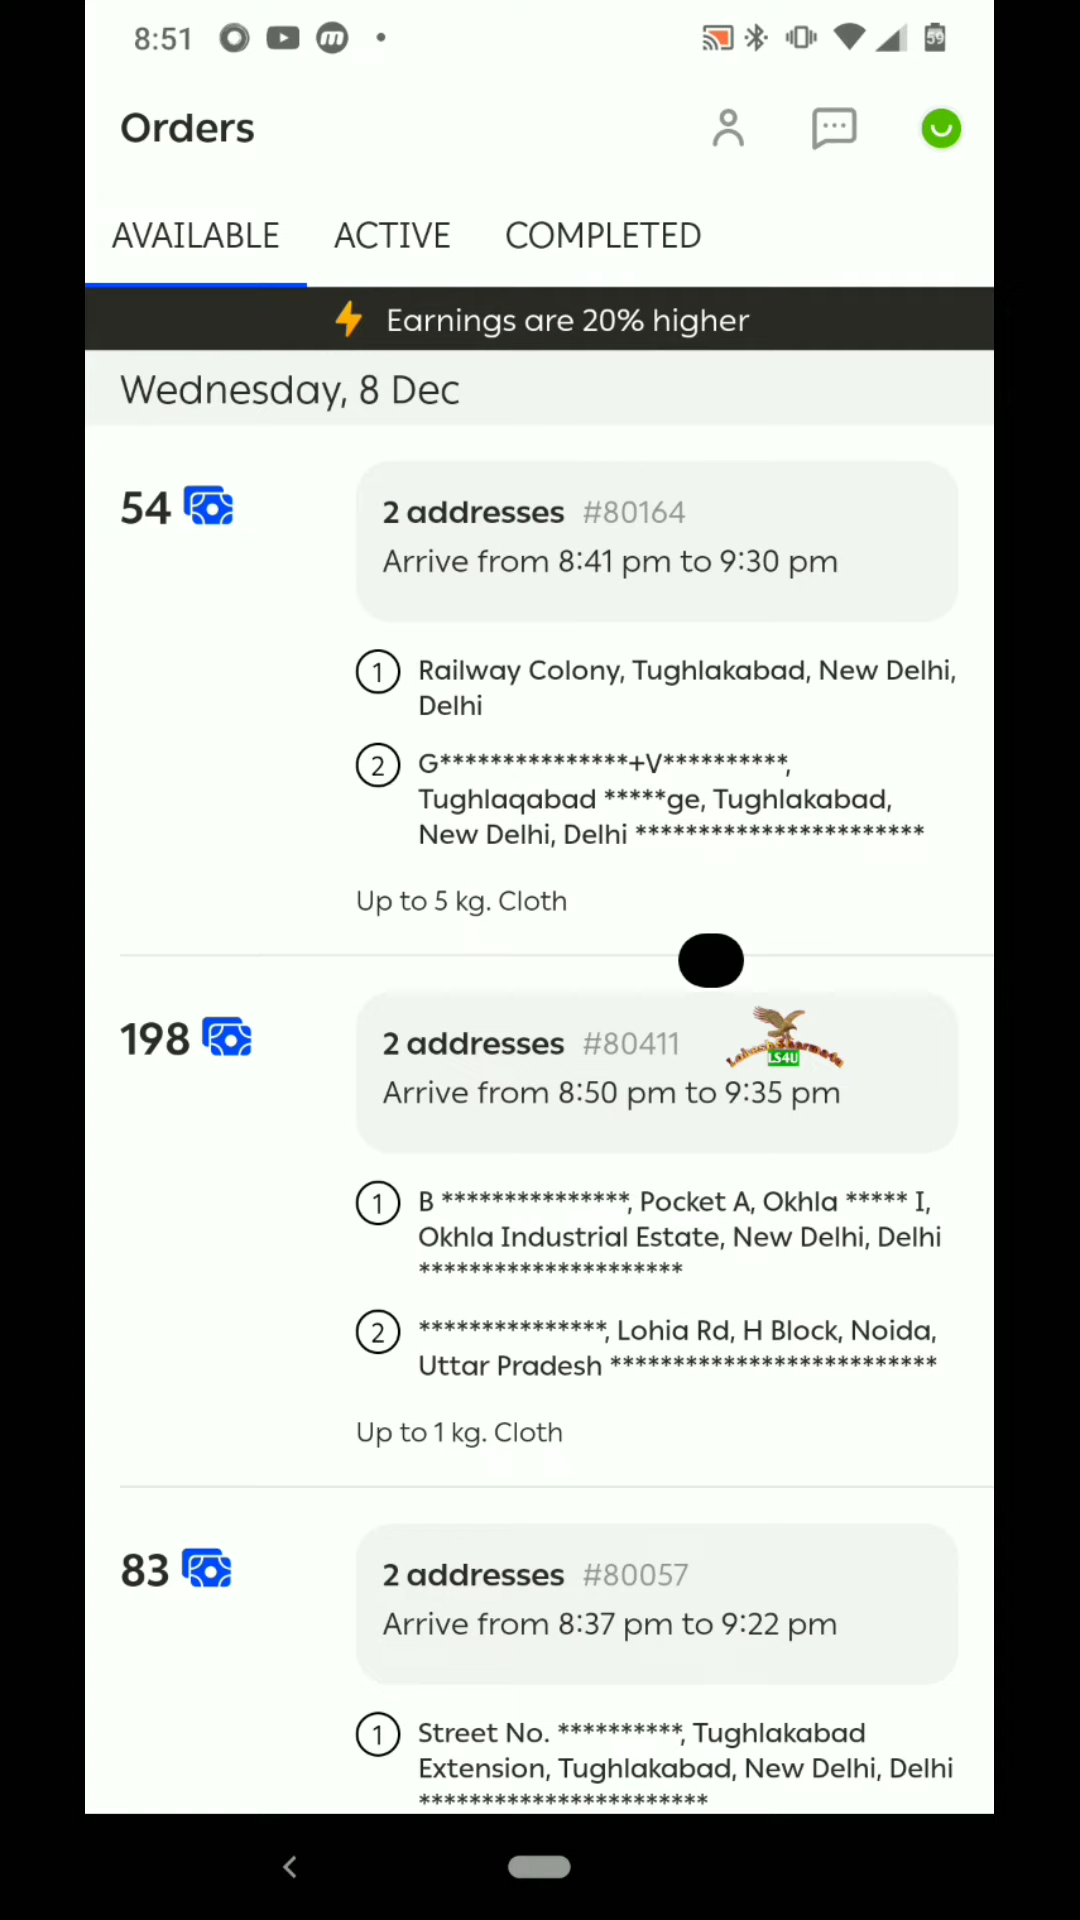 8:51
59
Orders
AVAILABLE ACTIVE COMPLETED
Earnings are 20% higher
Wednesday, 8 Dec
54
2 addresses #80164
Arrive from 8:41 pm to 9:30 pm
1 Railway Colony, Tughlakabad, New Delhi,
Delhi
2 G***************+V**********,
Tughlaqabad *****ge, Tughlakabad,
New Delhi, Delhi ***********************
Up to 5 kg. Cloth
198
2 addresses #80411
LS4U
Arrive from 8:50 pm to 9:35 pm
1 B ***************, Pocket A, Okhla ***** I,
Okhla Industrial Estate, New Delhi, Delhi
*********************
2 ***************, Lohia Rd, H Block, Noida,
Uttar Pradesh **************************
Up to 1 kg. Cloth
83
2 addresses #80057
Arrive from 8:37 pm to 9:22 pm
1 Street No. **********, Tughlakabad
Extension, Tughlakabad, New Delhi, Delhi
***********************